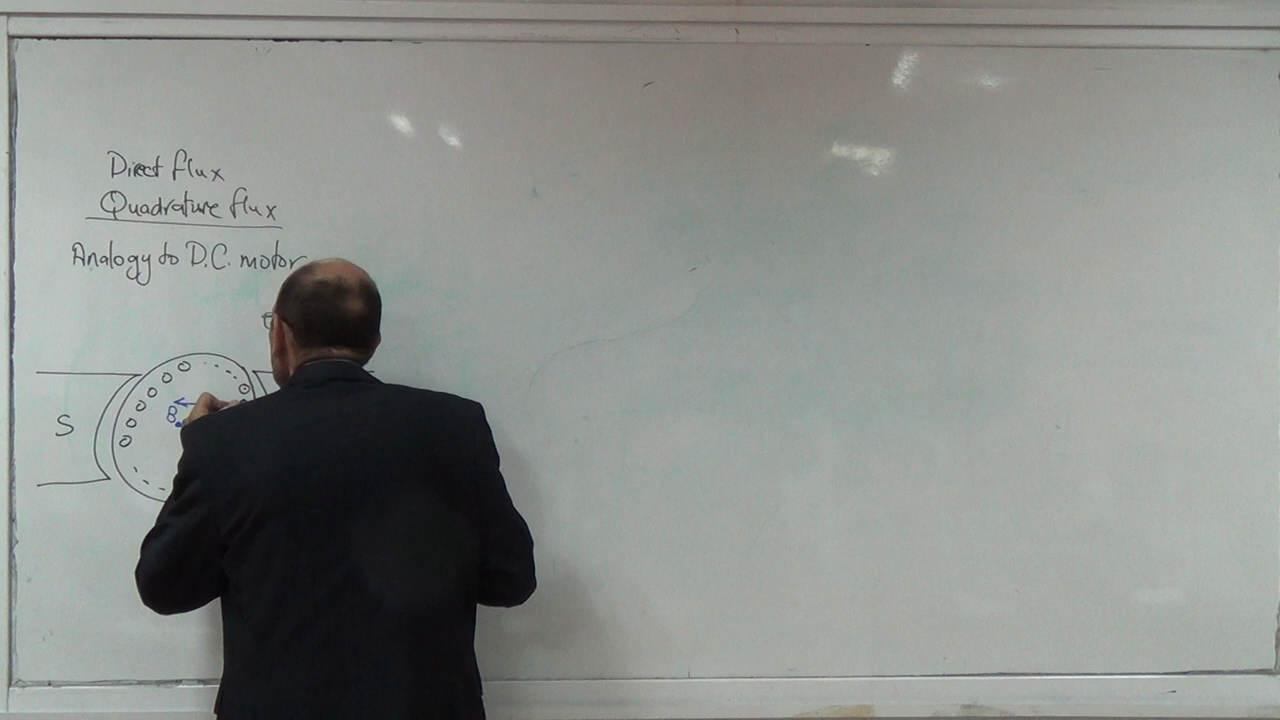 Direct flux
Quadrature flux
Analogy to D.C. motor
S
B